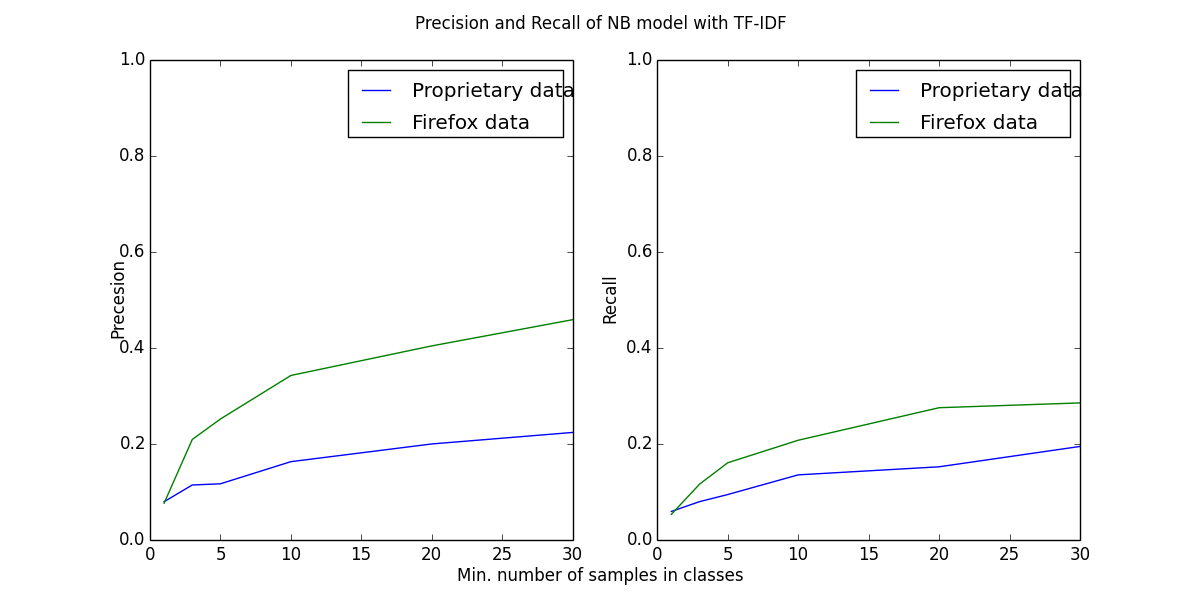 Precision and Recall of NB model with TF-IDF
1.0
0.8
0.6
0.4
0.2
0.0
Precesion
0 5 10 15 20 25 30
Proprietary data
Firefox data
1.0
0.8
0.6
0.4
0.2
0.0
Recall
0 5 10 15 20 25 30
Proprietary data
Firefox data
Min. number of samples in classes